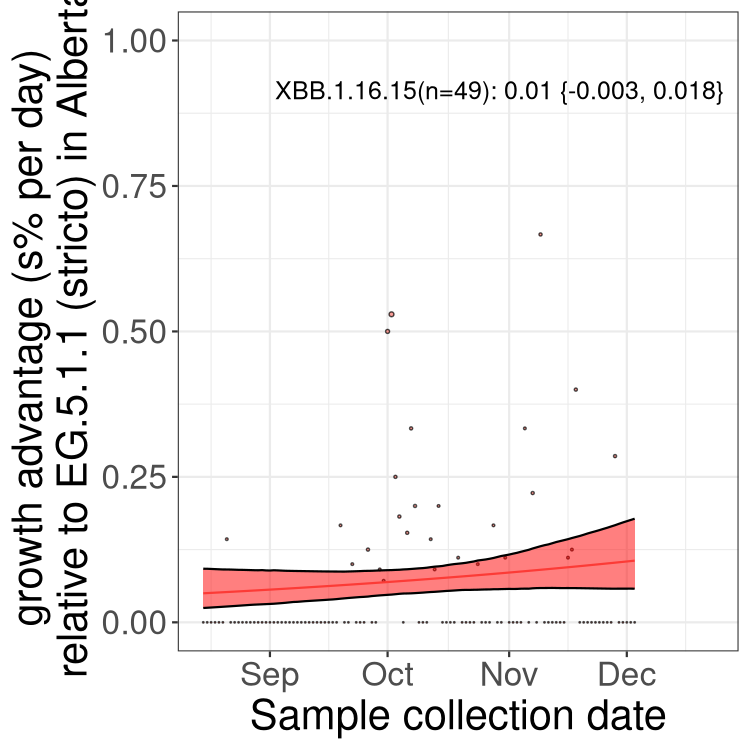 growth advantage (s% per day)
relative to EG.5.1.1 (stricto) in Alberta
1.00
0.75
0.50
0.25
0.00
XBB.1.16.15(n=49): 0.01 {-0.003, 0.018}
Sep Oct Nov Dec
Sample collection date